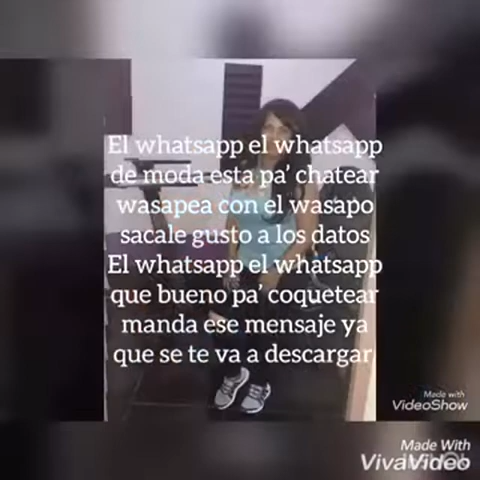 El whatsapp el whatsapp
de moda esta pa' chatear
wasapea con el wasapo
sacale gusto a los datos
El whatsapp el whatsapp
que bueno pa' coquetear
manda ese mensaje ya
que se te va a descargar
Made with
VideoShow
Made With
VivaVideo